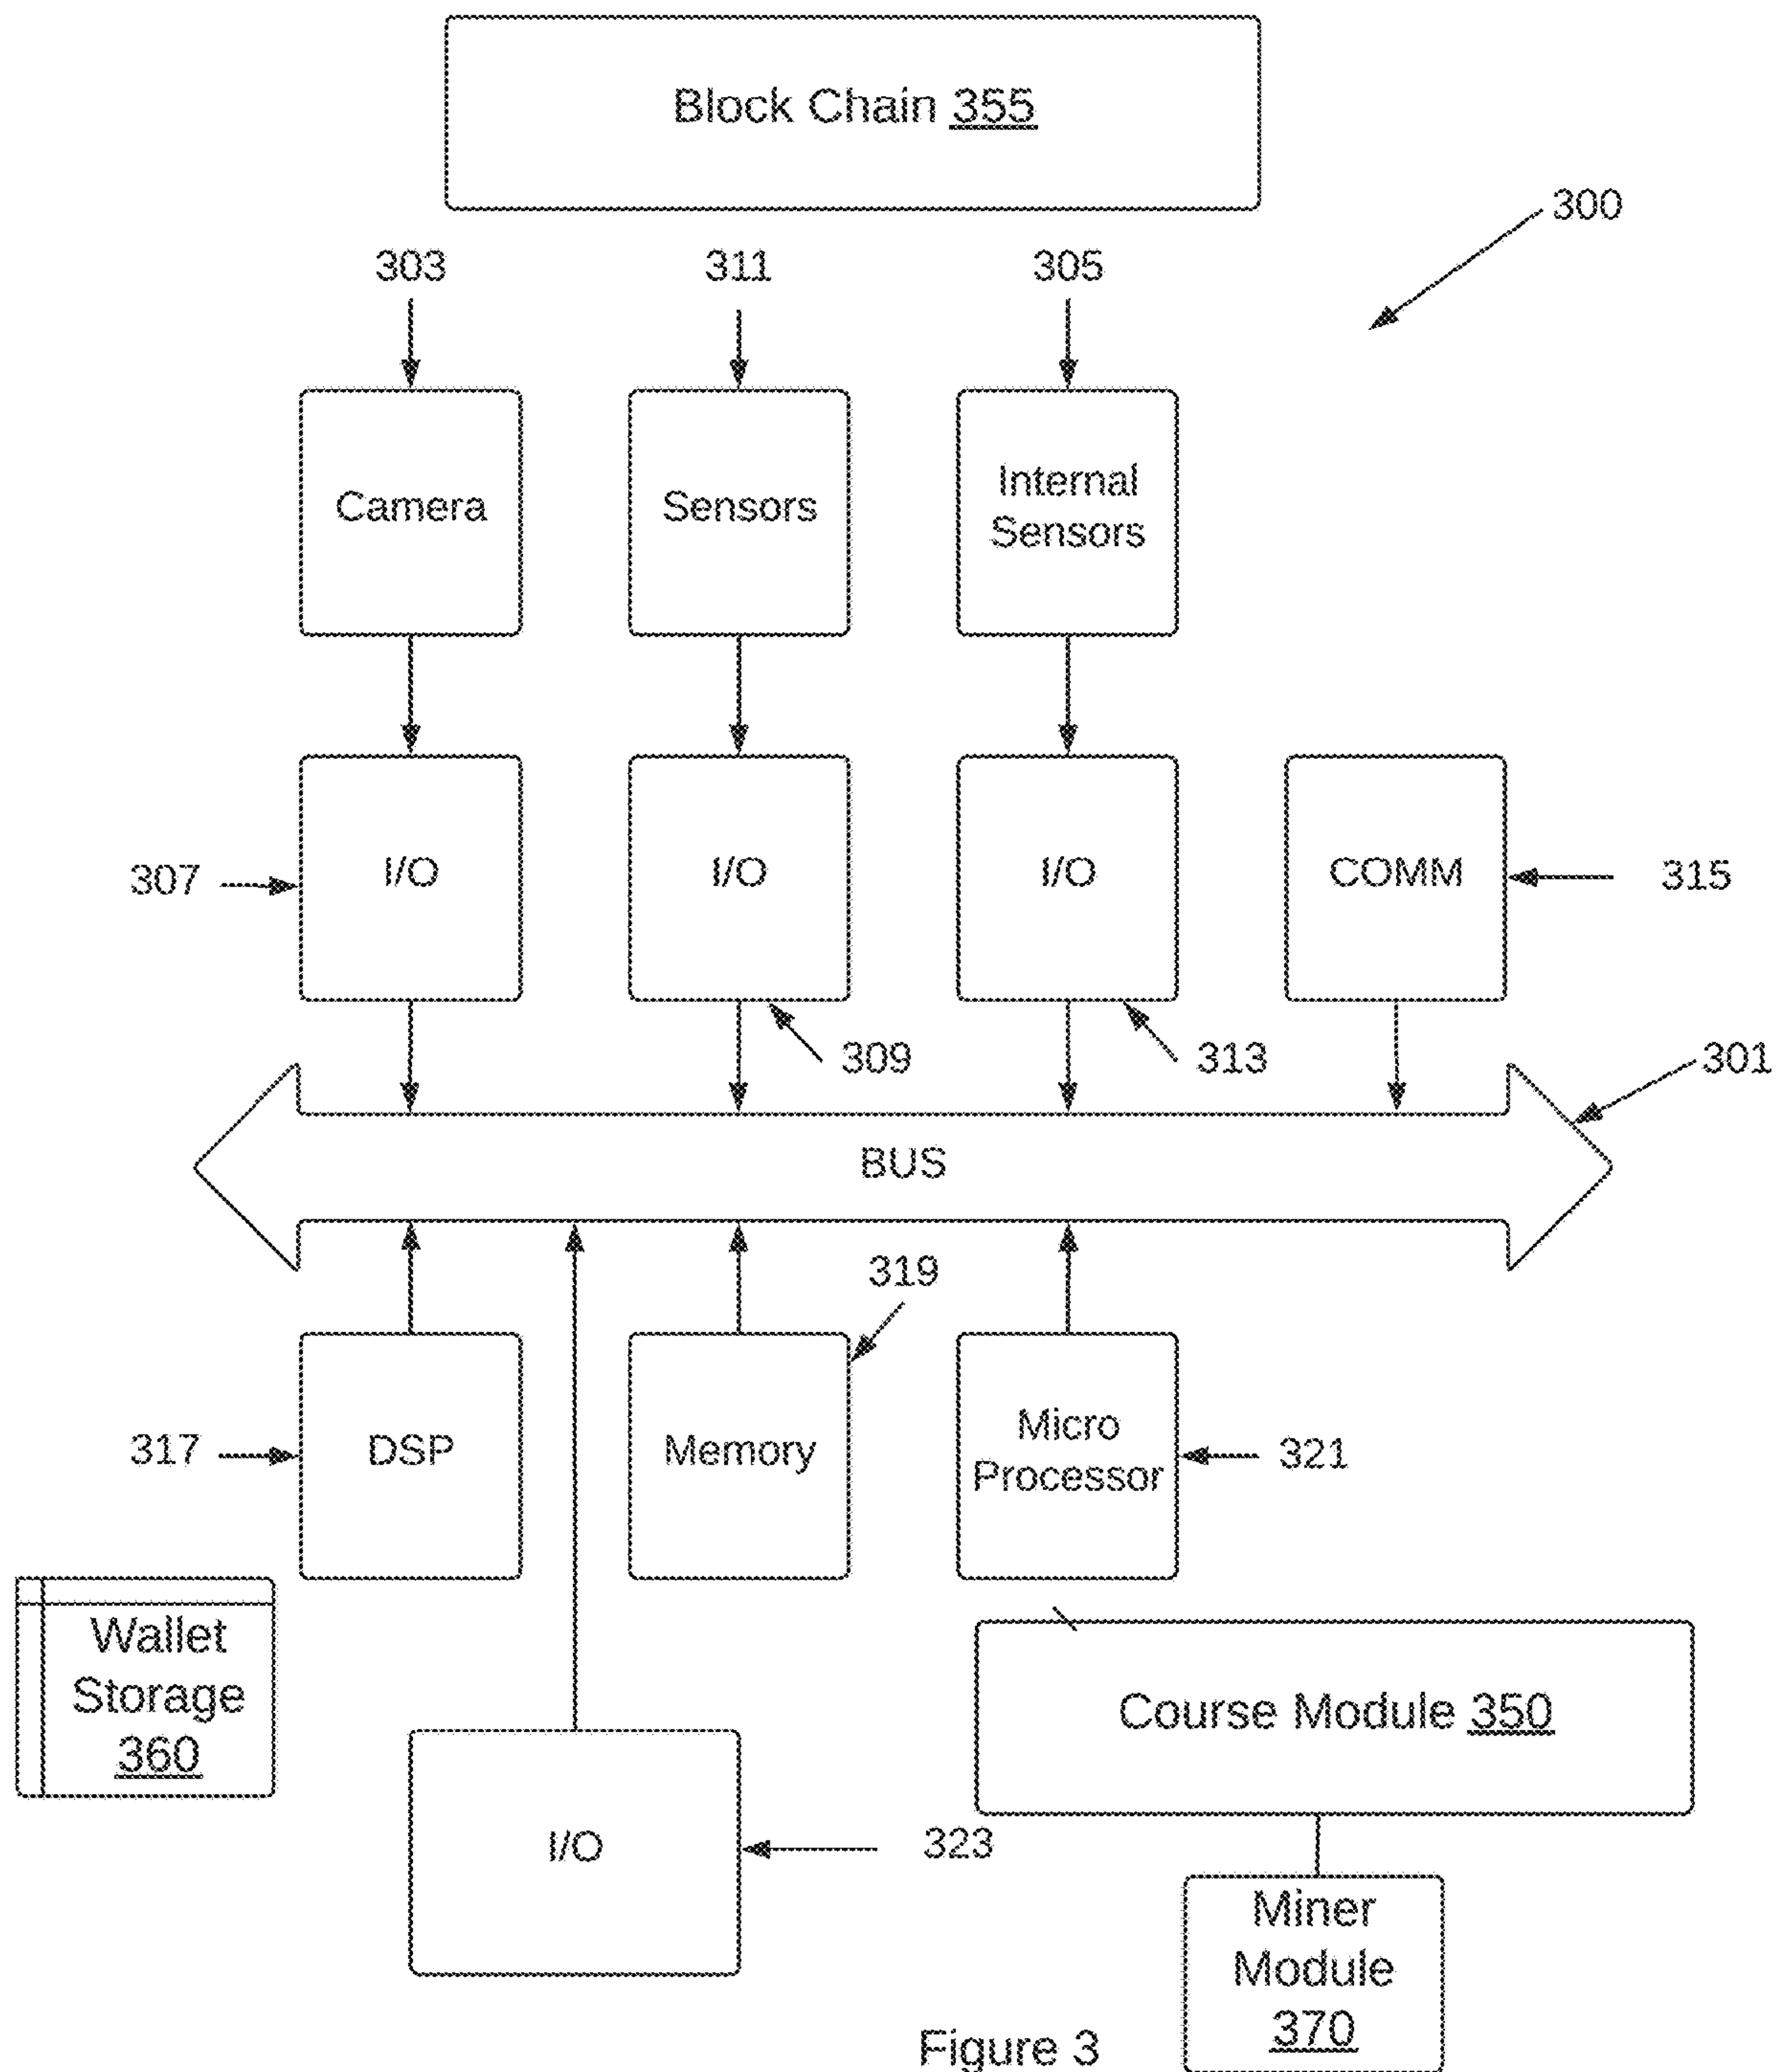 Block Chain 355
300
303
311
305
Camera
Sensors
Internal
Sensors
307
I/O
I/O
I/O
COMM
315
309
313
301
BUS
319
317
DSP
Memory
Micro
Processor
321
Wallet
Storage
360
Course Module 350
I/O
323
Miner
Module
370
Figure 3